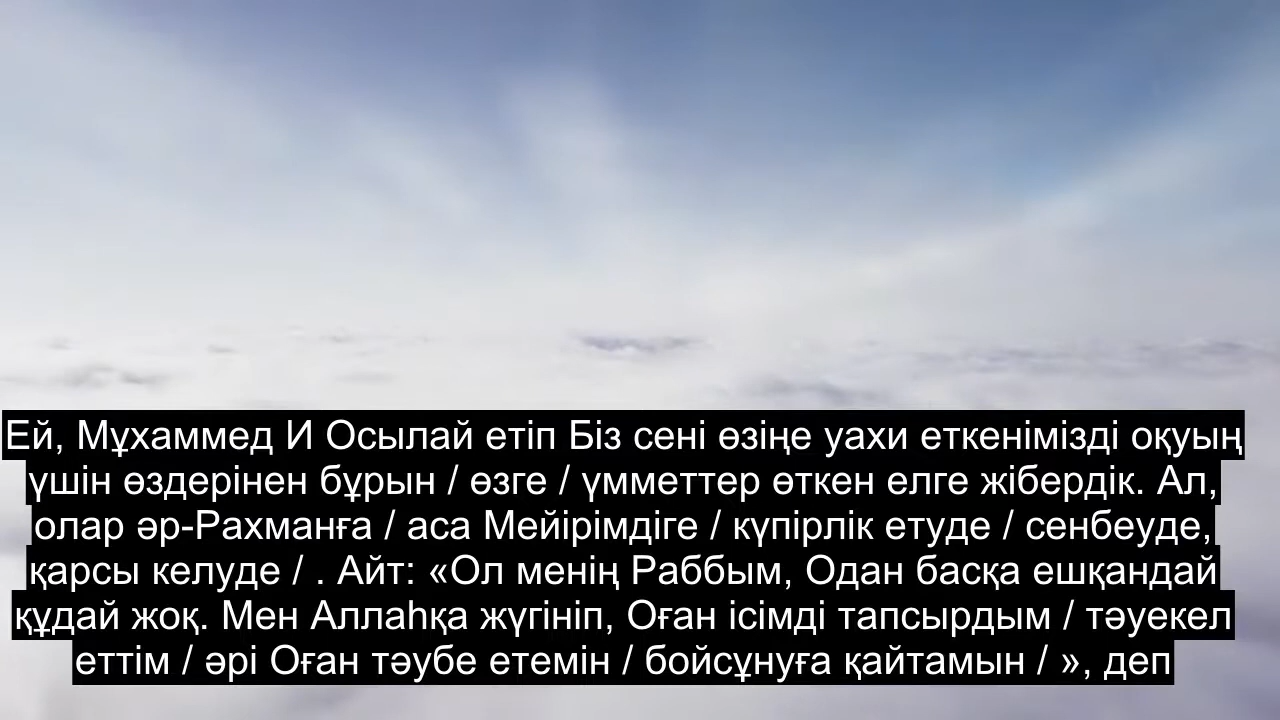 Ей, Мұхаммед И Осылай етіп Біз сені өзіңе уахи еткенімізді оқуың
үшін өздерінен бұрын / өзге / үмметтер өткен елге жібердік. Ал,
олар әр-Рахманға / аса Мейірімдіге / күпірлік етуде / сенбеуде,
қарсы келуде / . Айт: «Ол менің Раббым, Одан басқа ешқандай
құдай жоқ. Мен Аллаһқа жүгініп, Оған ісімді тапсырдым / тәуекел
еттім / әрі Оған тәубе етемін / бойсұнуға қайтамын / », деп